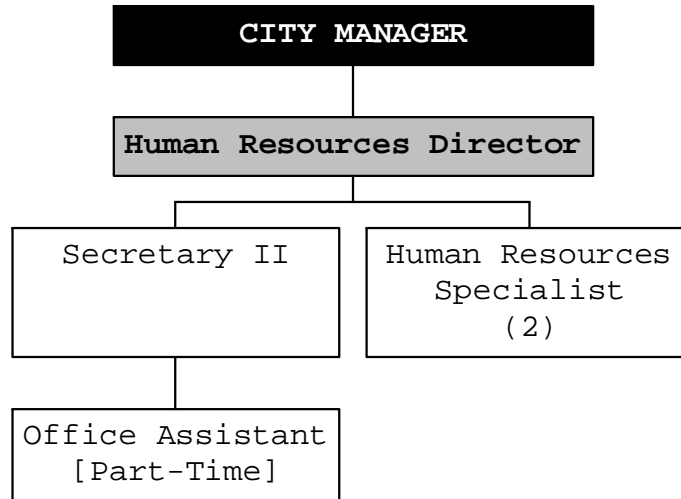 CITY MANAGER
Human Resources Director
Secretary II
Human Resources
Specialist
(2)
Office Assistant
[Part-Time]